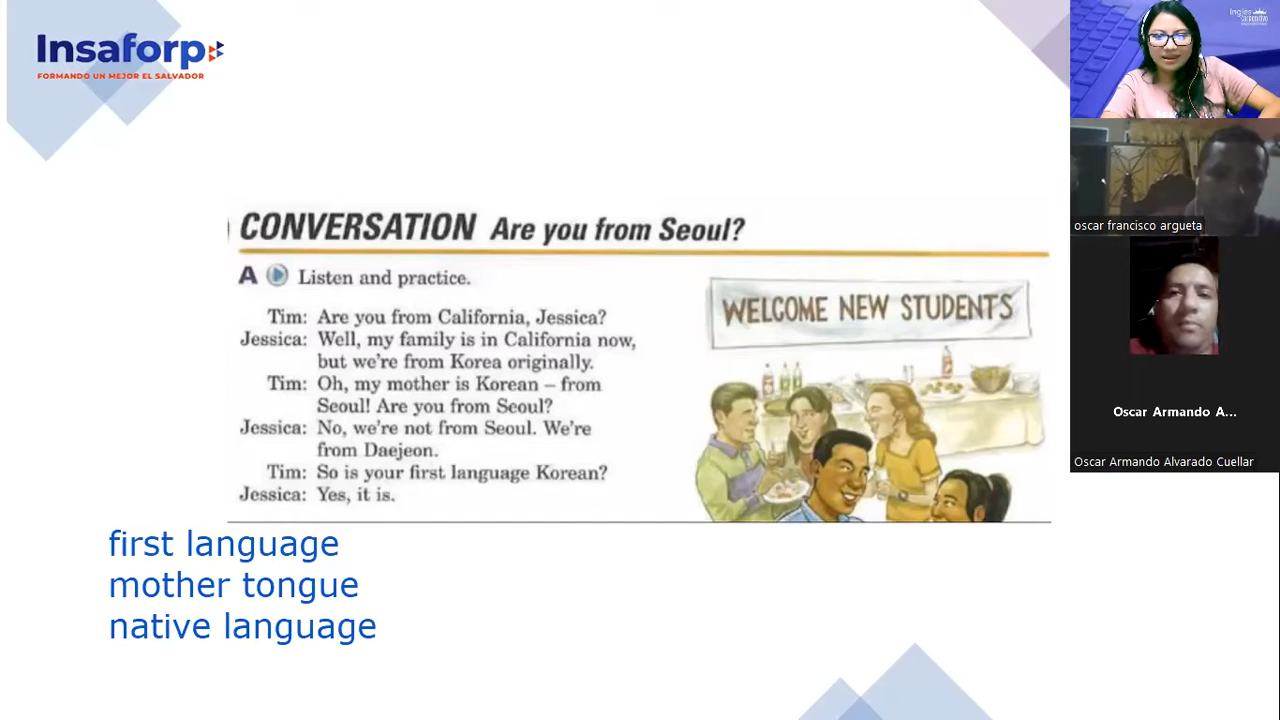 Insaforp
FORMANDO UN MEJOR EL SALVADOR
CONVERSATION Are you from Seoul?
A Listen and practice.
Tim: Are you from California, Jessica?
Jessica: Well, my family is in California now,
but we're from Korea originally.
Tim: Oh, my mother is Korean – from
Seoul! Are you from Seoul?
Jessica: No, we're not from Seoul. We're
from Daejeon.
Tim: So is your first language Korean?
Jessica: Yes, it is.
WELCOME NEW STUDENTS
first language
mother tongue
native language
Inglés
oscar francisco argueta
Oscar Armando A...
Oscar Armando Alvarado Cuellar